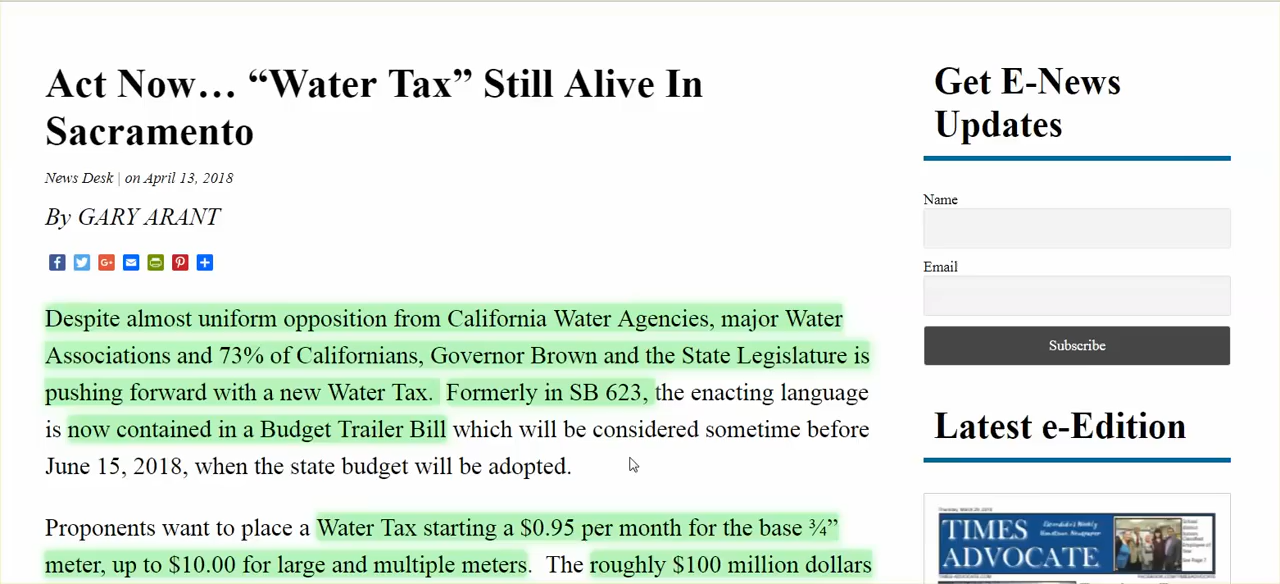 Act Now… “Water Tax” Still Alive In
Sacramento
News Desk | on April 13, 2018
By GARY ARANT
Despite almost uniform opposition from California Water Agencies, major Water
Associations and 73% of Californians, Governor Brown and the State Legislature is
pushing forward with a new Water Tax.  Formerly in SB 623, the enacting language
is now contained in a Budget Trailer Bill which will be considered sometime before
June 15, 2018, when the state budget will be adopted.
Proponents want to place a Water Tax starting a $0.95 per month for the base ¾”
meter, up to $10.00 for large and multiple meters.  The roughly $100 million dollars
Get E-News
Updates
Name
Email
Subscribe
Latest e-Edition
TIMES
ADVOCATE